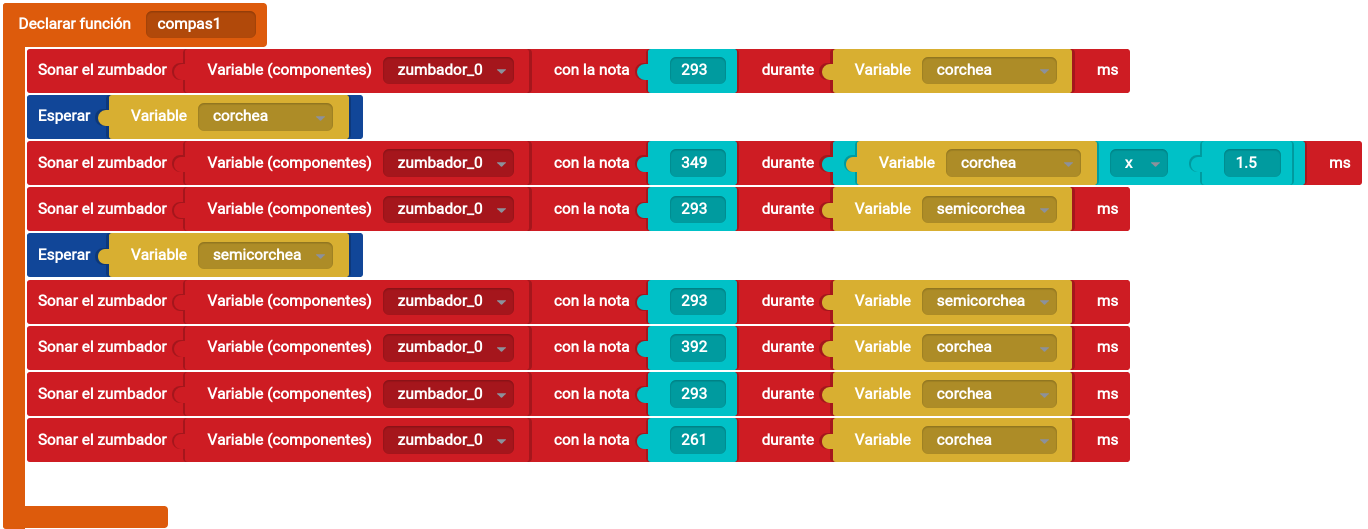 Declarar función compas1
Sonar el zumbador Variable (componentes) zumbador_0 con la nota 293 durante Variable corchea ms
Esperar Variable corchea
Sonar el zumbador Variable (componentes) zumbador_0 con la nota 349 durante Variable corchea x 1.5 ms
Sonar el zumbador Variable (componentes) zumbador_0 con la nota 293 durante Variable semicorchea ms
Esperar Variable semicorchea
Sonar el zumbador Variable (componentes) zumbador_0 con la nota 293 durante Variable semicorchea ms
Sonar el zumbador Variable (componentes) zumbador_0 con la nota 392 durante Variable corchea ms
Sonar el zumbador Variable (componentes) zumbador_0 con la nota 293 durante Variable corchea ms
Sonar el zumbador Variable (componentes) zumbador_0 con la nota 261 durante Variable corchea ms